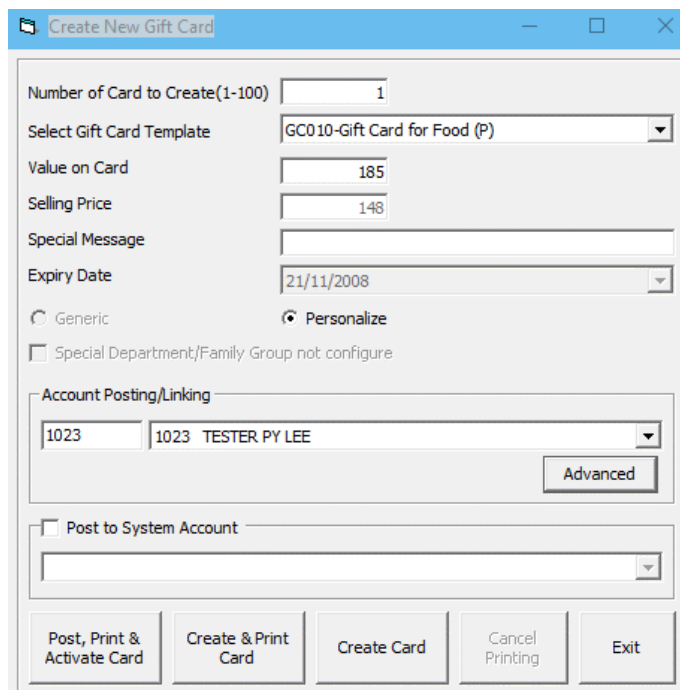 Create New Gift Card
Number of Card to Create(1-100) 1
Select Gift Card Template GC010-Gift Card for Food (P)
Value on Card 185
Selling Price 148
Special Message
Expiry Date 21/11/2008
Generic Personalize
Special Department/Family Group not configure
Account Posting/Linking
1023 1023 TESTER PY LEE
Advanced
Post to System Account
Post, Print & Activate Card Create & Print Card Create Card Cancel Printing Exit